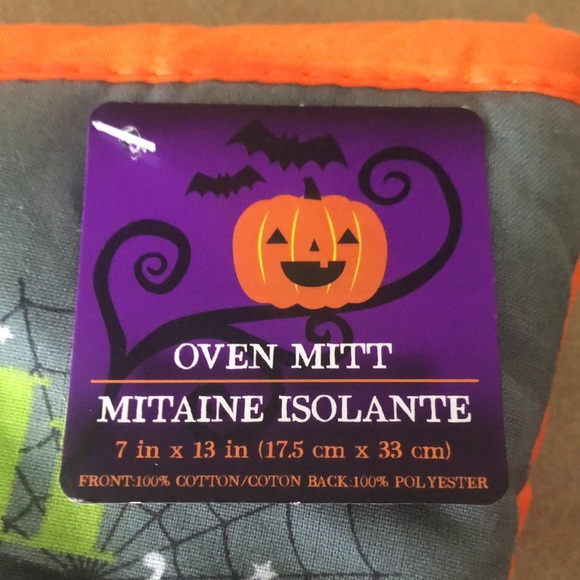 OVEN MITT
MITAINE ISOLANTE
7 in x 13 in (17.5 cm x 33 cm)
FRONT:100% COTTON/COTON BACK:100% POLYESTER